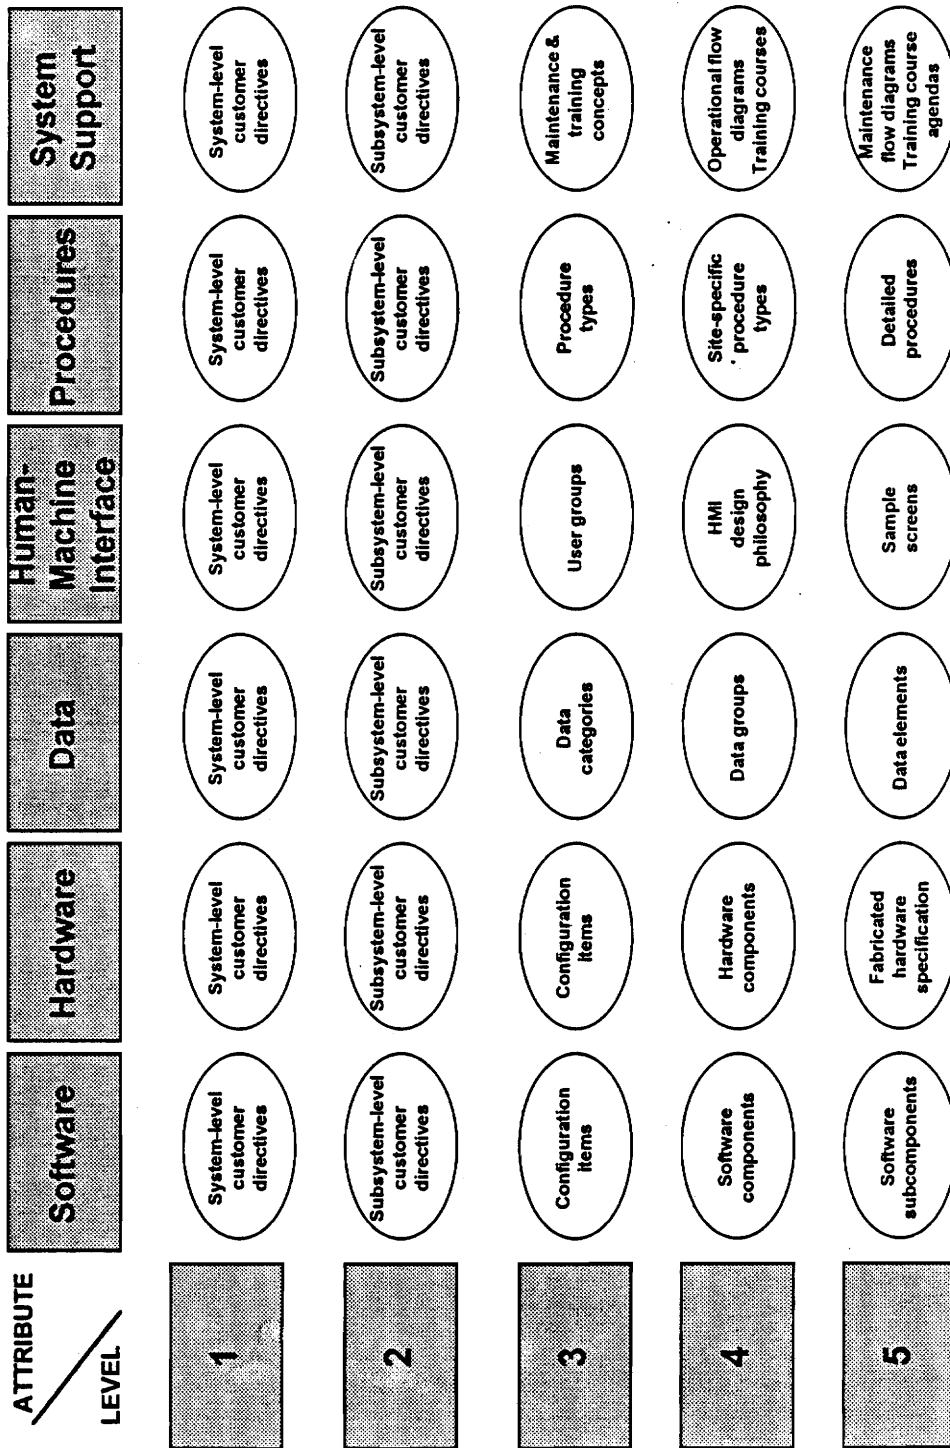 ATTRIBUTE
LEVEL
Software
Hardware
Data
Human-
Machine
Interface
Procedures
System
Support
1
System-level
customer
directives
System-level
customer
directives
System-level
customer
directives
System-level
customer
directives
System-level
customer
directives
System-level
customer
directives
2
Subsystem-level
customer
directives
Subsystem-level
customer
directives
Subsystem-level
customer
directives
Subsystem-level
customer
directives
Subsystem-level
customer
directives
Subsystem-level
customer
directives
3
Configuration
items
Configuration
items
Data
categories
User groups
Procedure
types
Maintenance &
training
concepts
4
Software
components
Hardware
components
Data groups
HMI
design
philosophy
Site-specific
procedure
types
Operational flow
diagrams
Training courses
5
Software
subcomponents
Fabricated
hardware
specification
Data elements
Sample
screens
Detailed
procedures
Maintenance
flow diagrams
Training course
agendas